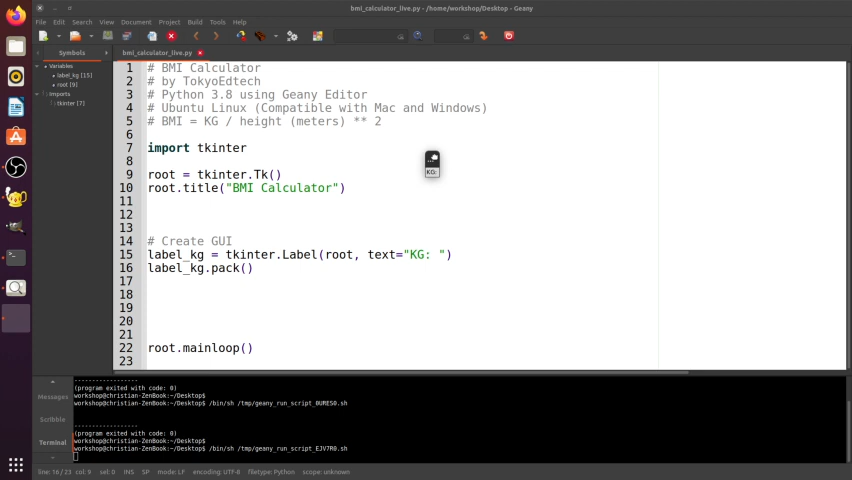 bmi_calculator_live.py - /home/workshop/Desktop - Geany
File Edit Search View Document Project Build Tools Help
Symbols
bmi_calculator_live.py
Variables
label_kg [15]
root [9]
Imports
tkinter [7]
1 # BMI Calculator
2 # by TokyoEdtech
3 # Python 3.8 using Geany Editor
4 # Ubuntu Linux (Compatible with Mac and Windows)
5 # BMI = KG / height (meters) ** 2
6
7 import tkinter
8
9 root = tkinter.Tk()
10 root.title("BMI Calculator")
11
12
13
14 # Create GUI
15 label_kg = tkinter.Label(root, text="KG: ")
16 label_kg.pack()
17
18
19
20
21
22 root.mainloop()
23
KG:
Messages
Scribble
Terminal
------------------
(program exited with code: 0)
workshop@christian-ZenBook:~/Desktop$
workshop@christian-ZenBook:~/Desktop$ /bin/sh /tmp/geany_run_script_0URES0.sh
------------------
(program exited with code: 0)
workshop@christian-ZenBook:~/Desktop$
workshop@christian-ZenBook:~/Desktop$ /bin/sh /tmp/geany_run_script_EJV7R0.sh
line: 16 / 23 col: 9 sel: 0 INS SP mode: LF encoding: UTF-8 filetype: Python scope: unknown